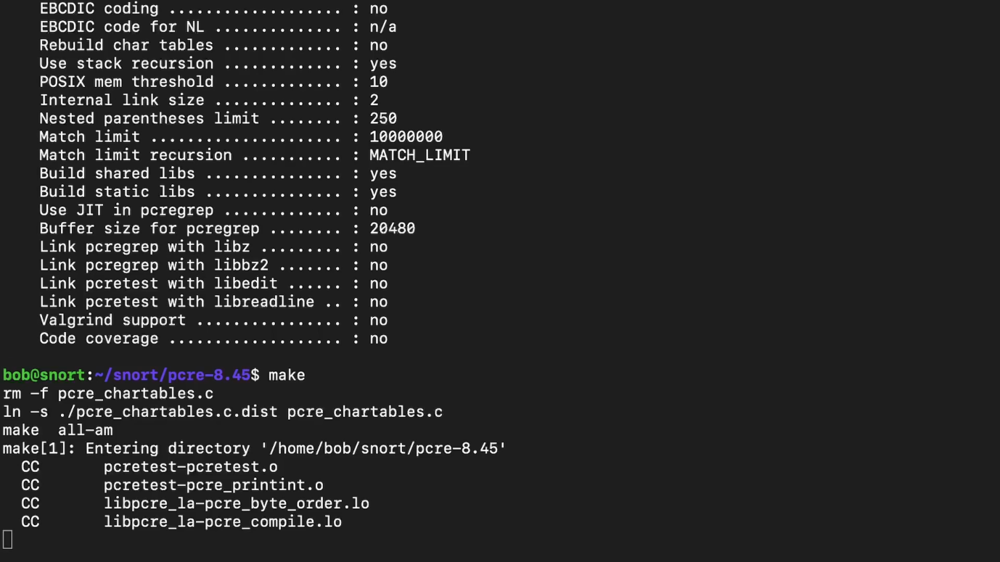 EBCDIC coding ................... : no
EBCDIC code for NL .............. : n/a
Rebuild char tables ............. : no
Use stack recursion ............. : yes
POSIX mem threshold ............. : 10
Internal link size .............. : 2
Nested parentheses limit ........ : 250
Match limit ..................... : 10000000
Match limit recursion ........... : MATCH_LIMIT
Build shared libs ............... : yes
Build static libs ............... : yes
Use JIT in pcregrep ............. : no
Buffer size for pcregrep ........ : 20480
Link pcregrep with libz ......... : no
Link pcregrep with libbz2 ....... : no
Link pcretest with libedit ...... : no
Link pcretest with libreadline .. : no
Valgrind support ................ : no
Code coverage ................... : no
bob@snort:~/snort/pcre-8.45$ make
rm -f pcre_chartables.c
ln -s ./pcre_chartables.c.dist pcre_chartables.c
make  all-am
make[1]: Entering directory '/home/bob/snort/pcre-8.45'
  CC       pcretest-pcretest.o
  CC       pcretest-pcre_printint.o
  CC       libpcre_la-pcre_byte_order.lo
  CC       libpcre_la-pcre_compile.lo